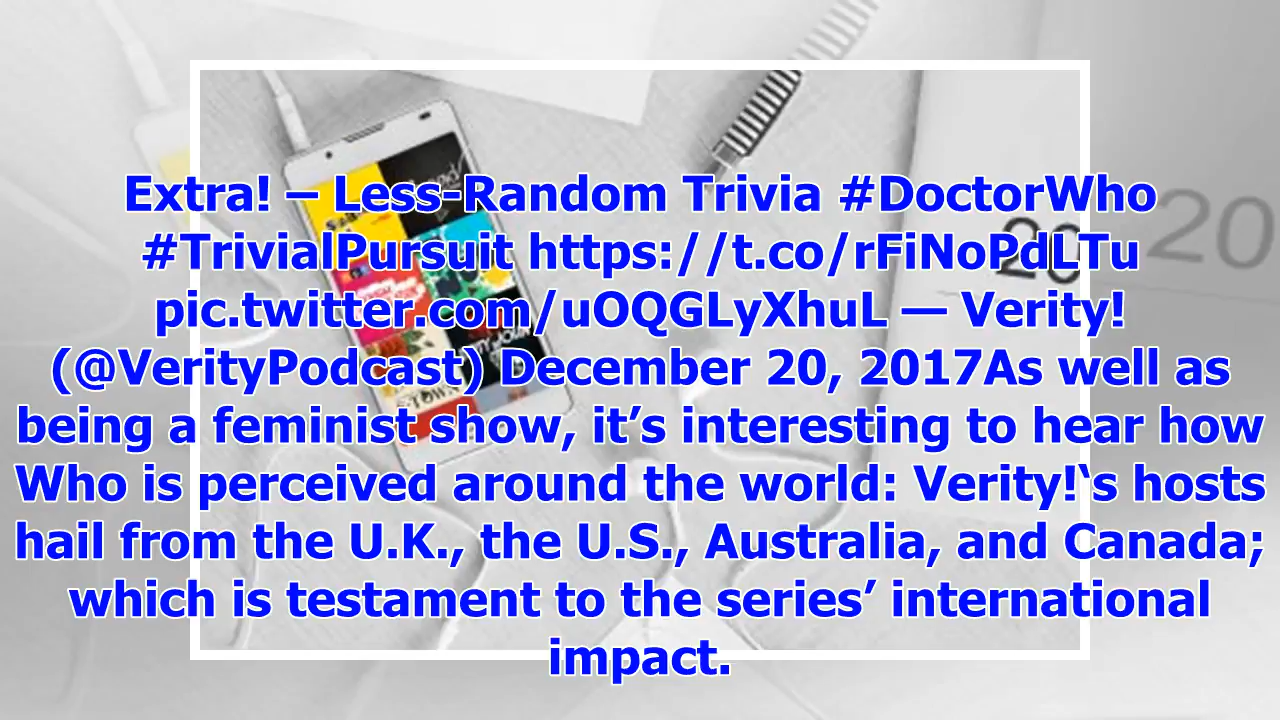 Extra! – Less-Random Trivia #DoctorWho
#TrivialPursuit https://t.co/rFiNoPdLTu
pic.twitter.com/uOQGLyXhuL — Verity!
(@VerityPodcast) December 20, 2017As well as
being a feminist show, it’s interesting to hear how
Who is perceived around the world: Verity!‘s hosts
hail from the U.K., the U.S., Australia, and Canada;
which is testament to the series’ international
impact.
20
20